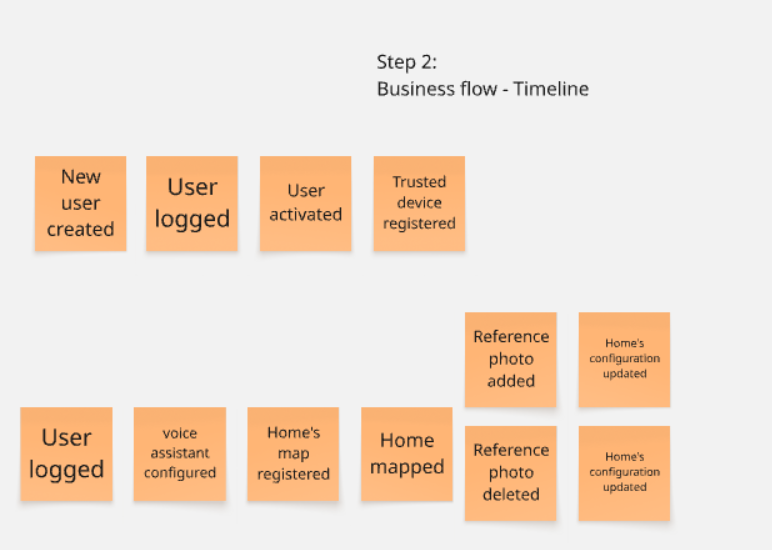 Step 2:
Business flow - Timeline
New
user
created
User
logged
User
activated
Trusted
device
registered
Reference
photo
added
Home's
configuration
updated
User
logged
voice
assistant
configured
Home's
map
registered
Home
mapped
Reference
photo
deleted
Home's
configuration
updated